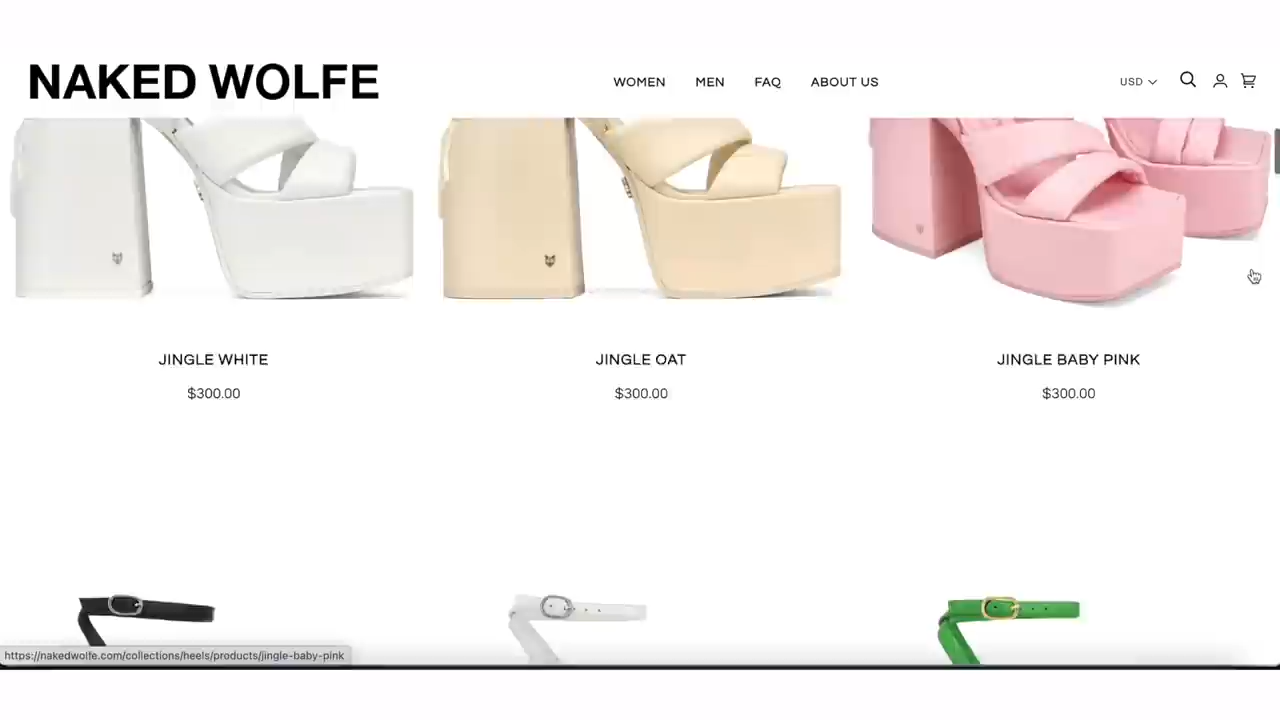 NAKED WOLFE
WOMEN MEN FAQ ABOUT US
USD
JINGLE WHITE JINGLE OAT JINGLE BABY PINK
$300.00 $300.00 $300.00
https://nakedwolfe.com/collections/heels/products/jingle-baby-pink